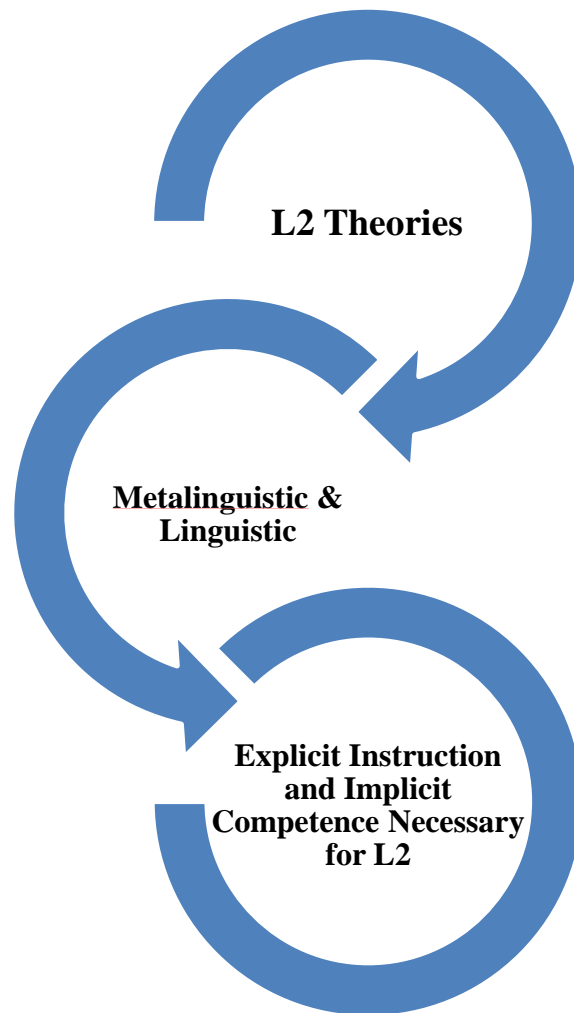 L2 Theories
Metalinguistic &
Linguistic
Explicit Instruction
and Implicit
Competence Necessary
for L2